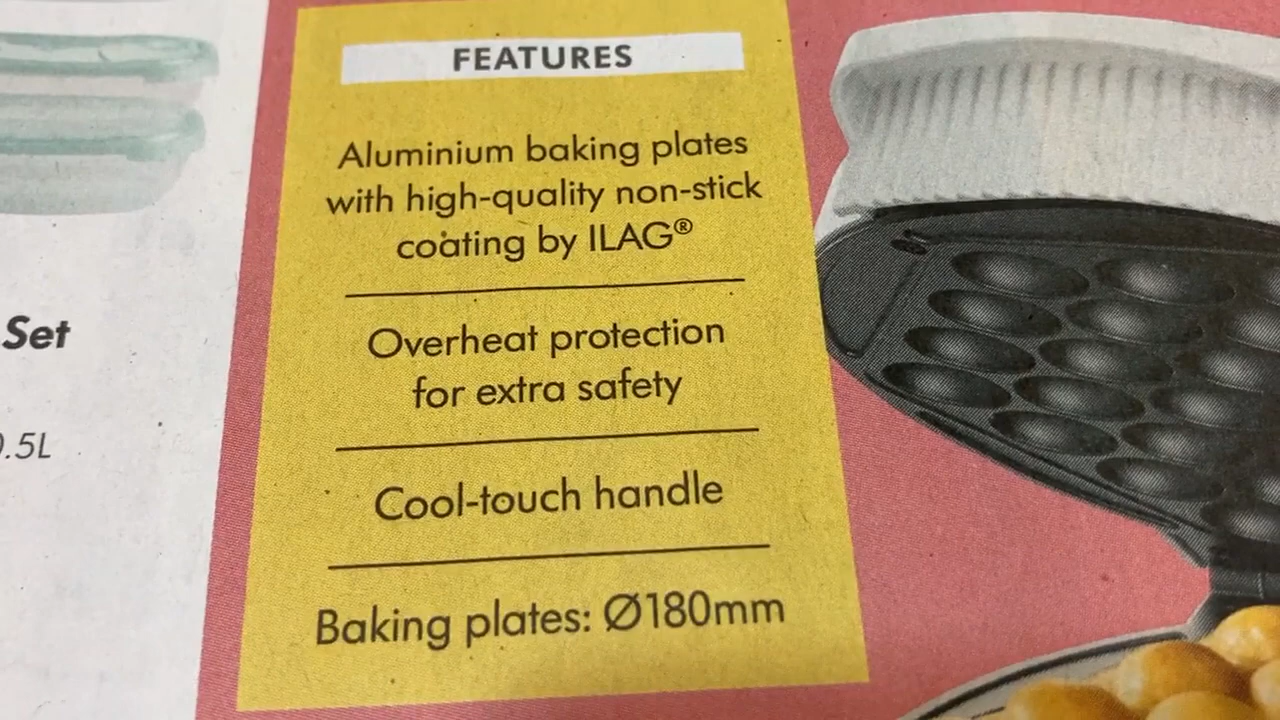 FEATURES
Aluminium baking plates
with high-quality non-stick
coating by ILAG®
Overheat protection
for extra safety
Cool-touch handle
Baking plates: Ø180mm
Set
.5L